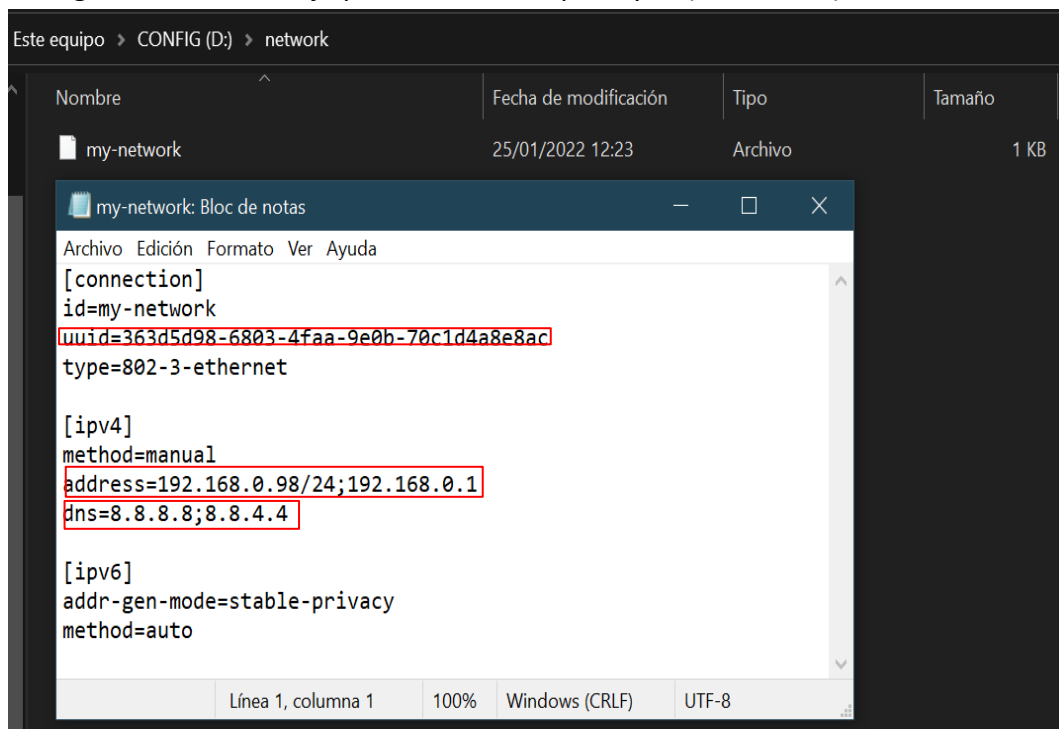 Este equipo > CONFIG (D:) > network
Nombre Fecha de modificación Tipo Tamaño
my-network 25/01/2022 12:23 Archivo 1 KB
my-network: Bloc de notas
Archivo Edición Formato Ver Ayuda
[connection]
id=my-network
uuid=363d5d98-6803-4faa-9e0b-70c1d4a8e8ac
type=802-3-ethernet
[ipv4]
method=manual
address=192.168.0.98/24;192.168.0.1
dns=8.8.8.8;8.8.4.4
[ipv6]
addr-gen-mode=stable-privacy
method=auto
Línea 1, columna 1 100% Windows (CRLF) UTF-8